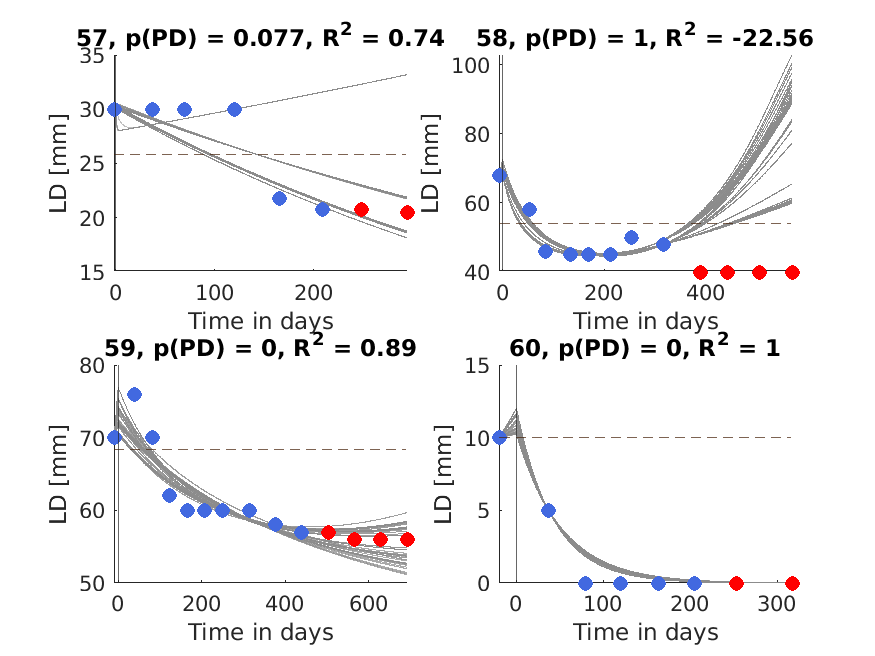 57, p(PD) = 0.077, R2 = 0.74
58, p(PD) = 1, R2 = -22.56
35
30
25
20
15
LD [mm]
0
100
200
Time in days
100
80
60
40
LD [mm]
0
200
400
Time in days
59, p(PD) = 0, R2 = 0.89
60, p(PD) = 0, R2 = 1
80
70
60
50
LD [mm]
0
200
400
600
Time in days
15
10
5
0
LD [mm]
0
100
200
300
Time in days